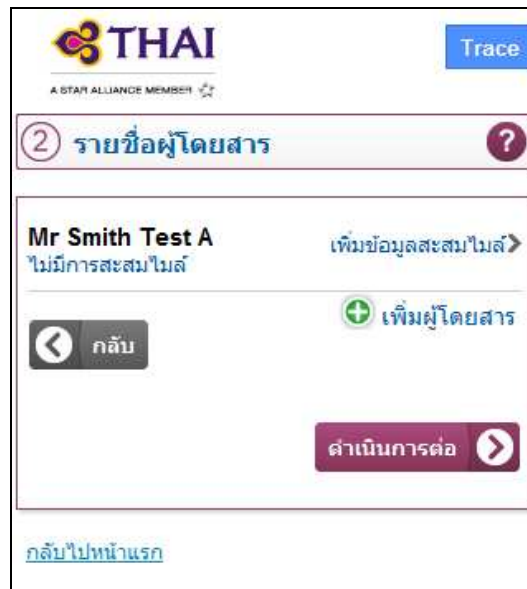 THAI
Trace
A STAR ALLIANCE MEMBER
2 รายชื่อผู้โดยสาร ?
Mr Smith Test A
เพิ่มข้อมูลสะสมไมล์
ไม่มีการสะสมไมล์
เพิ่มผู้โดยสาร
กลับ
ดำเนินการต่อ
กลับไปหน้าแรก